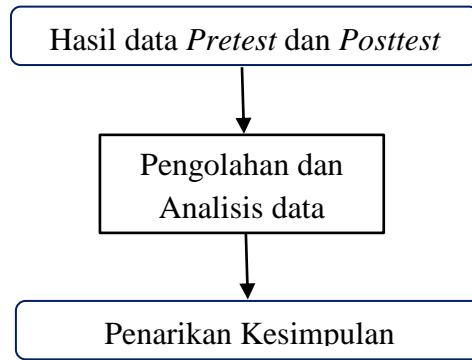 Hasil data Pretest dan Posttest
Pengolahan dan
Analisis data
Penarikan Kesimpulan